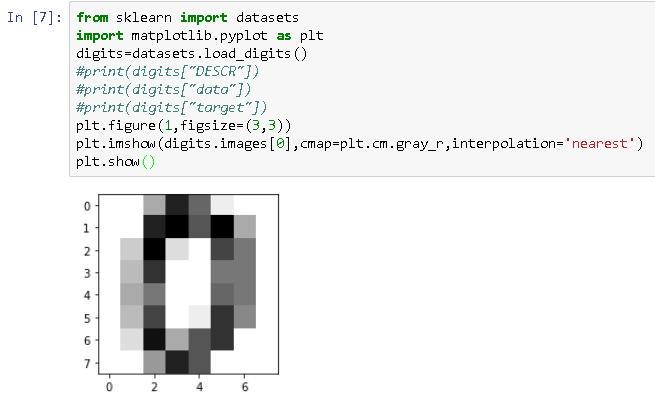 In [7]: from sklearn import datasets
import matplotlib.pyplot as plt
digits=datasets.load_digits()
#print(digits["DESCR"])
#print(digits["data"])
#print(digits["target"])
plt.figure(1,figsize=(3,3))
plt.imshow(digits.images[0],cmap=plt.cm.gray_r,interpolation='nearest')
plt.show()
0
1
2
3
4
5
6
7
0 2 4 6